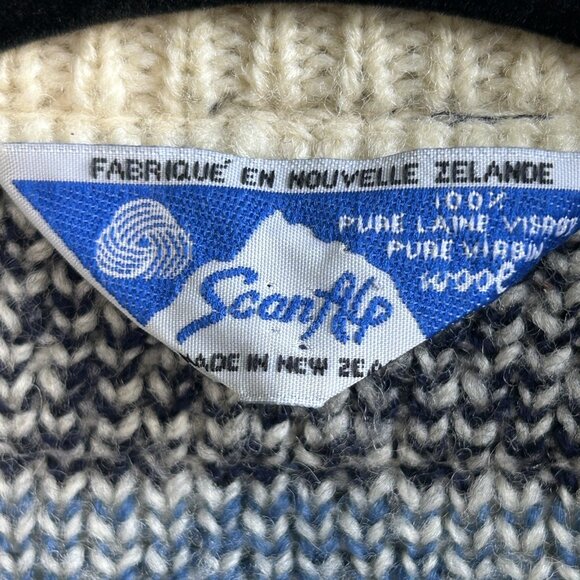 FABRIQUÉ EN NOUVELLE ZELANDE
100%
PURE LAINE VIERGE
PURE VIRGIN
WOOL
ScanAlp
MADE IN NEW ZEA